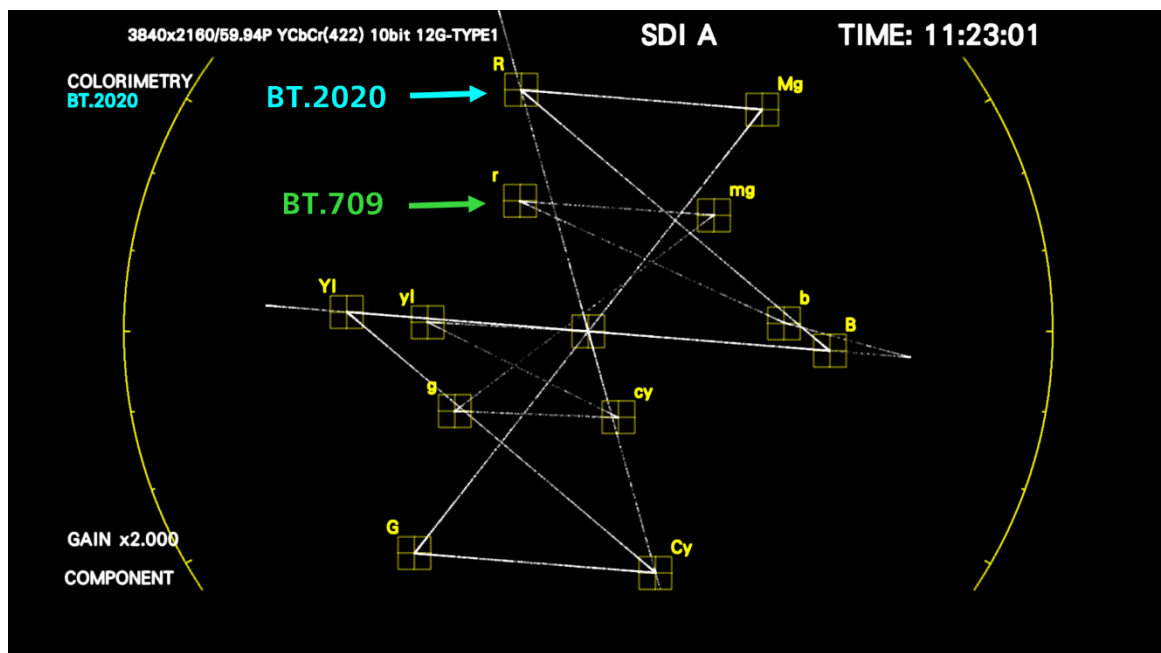 3840x2160/59.94P YCbCr(422) 10bit 12G-TYPE1
SDI A
TIME: 11:23:01
COLORIMETRY
BT.2020
BT.2020
R
Mg
BT.709
r
mg
Yl
yl
b
B
g
cy
G
Cy
GAIN x2.000
COMPONENT